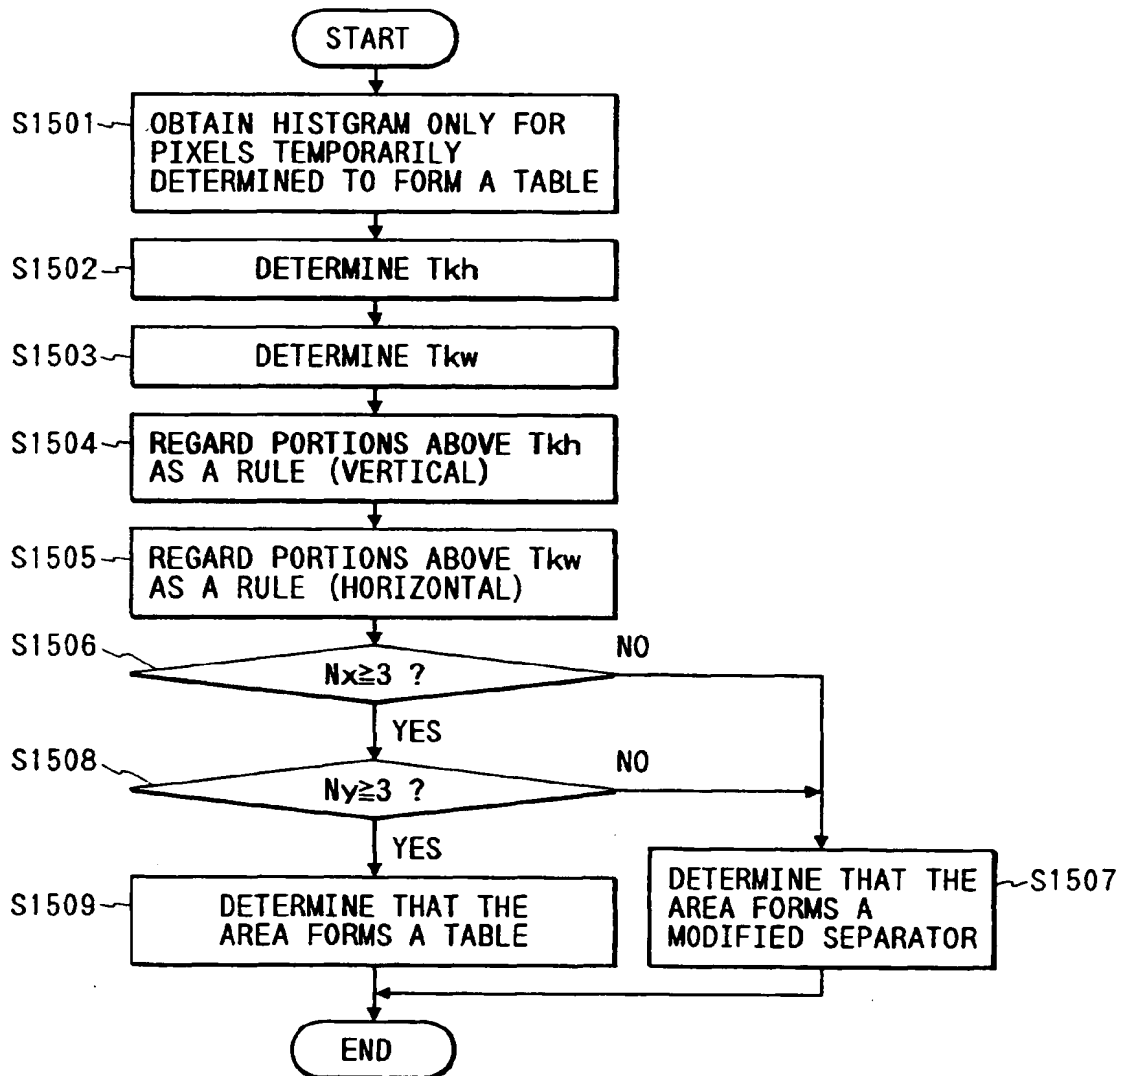 START
S1501
OBTAIN HISTGRAM ONLY FOR
PIXELS TEMPORARILY
DETERMINED TO FORM A TABLE
S1502
DETERMINE Tkh
S1503
DETERMINE Tkw
S1504
REGARD PORTIONS ABOVE Tkh
AS A RULE (VERTICAL)
S1505
REGARD PORTIONS ABOVE Tkw
AS A RULE (HORIZONTAL)
S1506
Nx≧3 ?
NO
YES
S1508
Ny≧3 ?
NO
YES
S1509
DETERMINE THAT THE
AREA FORMS A TABLE
DETERMINE THAT THE
AREA FORMS A
MODIFIED SEPARATOR
S1507
END